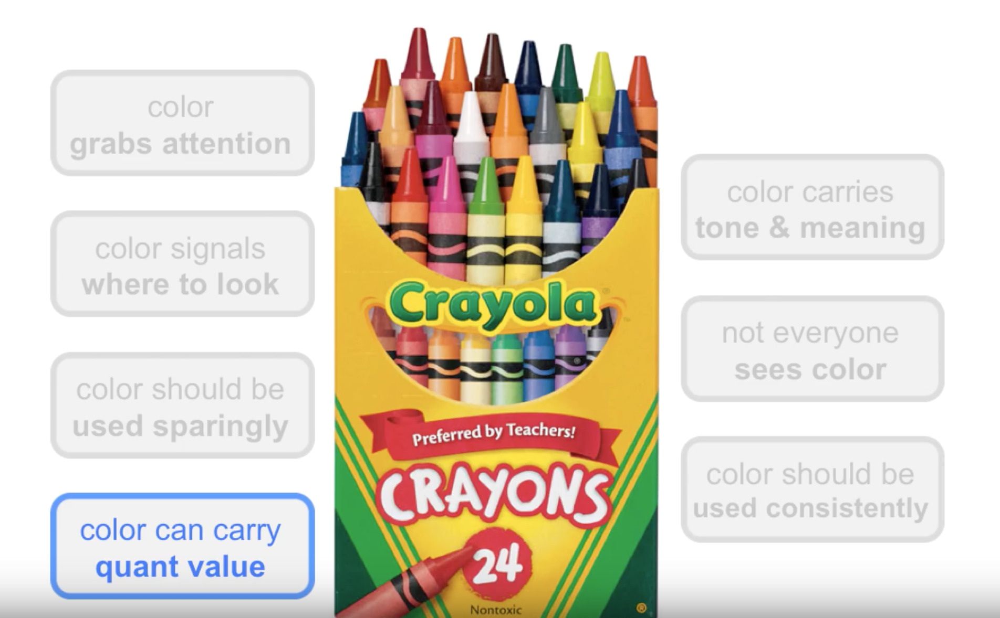 color
grabs attention
color signals
where to look
color should be
used sparingly
color can carry
quant value
Crayola
Preferred by Teachers!
CRAYONS
24
Nontoxic
color carries
tone & meaning
not everyone
sees color
color should be
used consistently